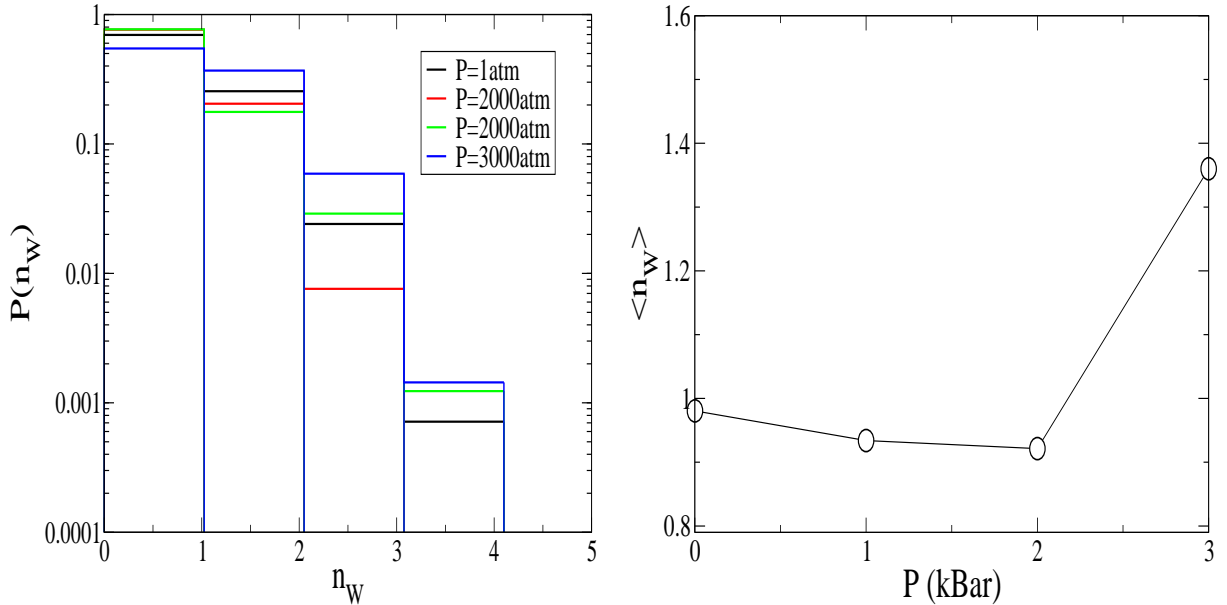 1
0.1
0.01
0.001
0.0001
P(n_w)
0 1 2 3 4 5
n_w
P=1atm
P=2000atm
P=2000atm
P=3000atm
1.6
1.4
1.2
1
0.8
<n_w>
0 1 2 3
P (kBar)